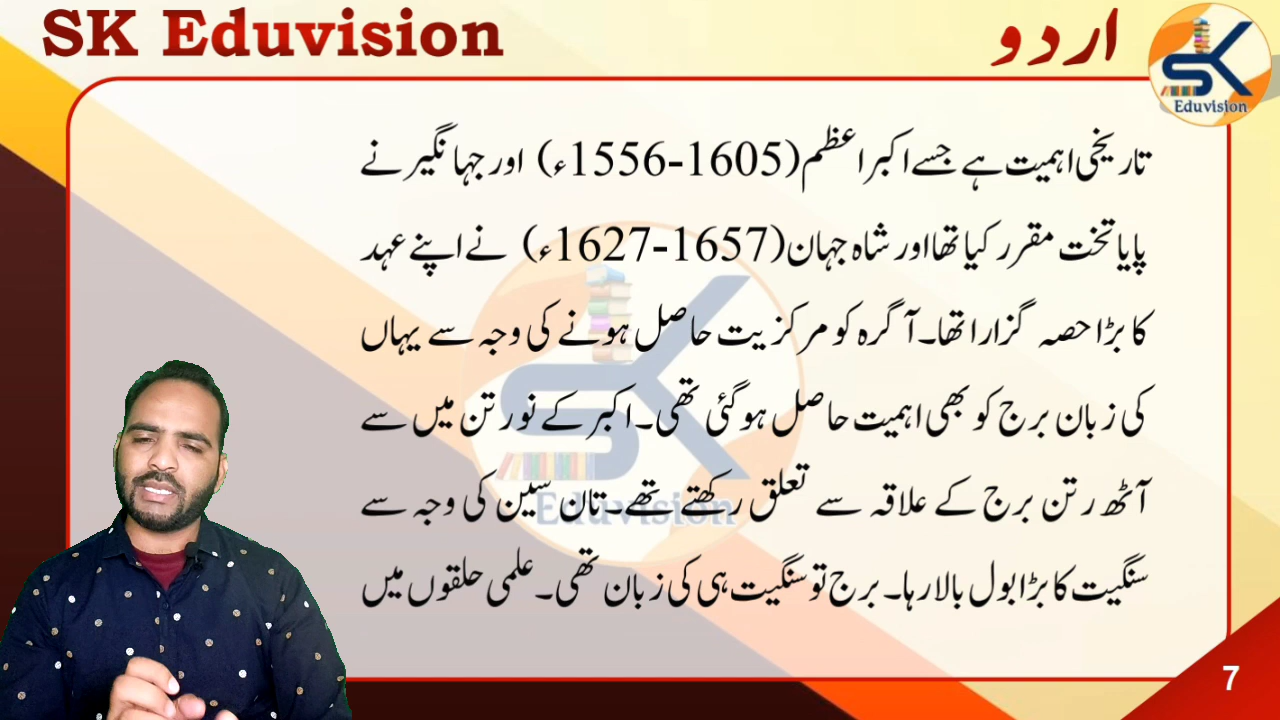 SK Eduvision
اردو
SK
Eduvision
تاریخی اہمیت ہے جسے اکبر اعظم (1556-1605ء) اور جہانگیر نے
پایا تخت مقرر کیا تھا اور شاہ جہان (1627-1657ء) نے اپنے عہد
کا بڑا حصہ گزارا تھا۔ آگرہ کو مرکزیت حاصل ہونے کی وجہ سے یہاں
کی زبان برج کو بھی اہمیت حاصل ہو گئی تھی۔ اکبر کے نورتن میں سے
آٹھ رتن برج کے علاقہ سے تعلق رکھتے تھے۔ تان سین کی وجہ سے
سنگیت کا بڑا بول بالا رہا۔ برج تو سنگیت ہی کی زبان تھی۔ علمی حلقوں میں
SK
Eduvision
7